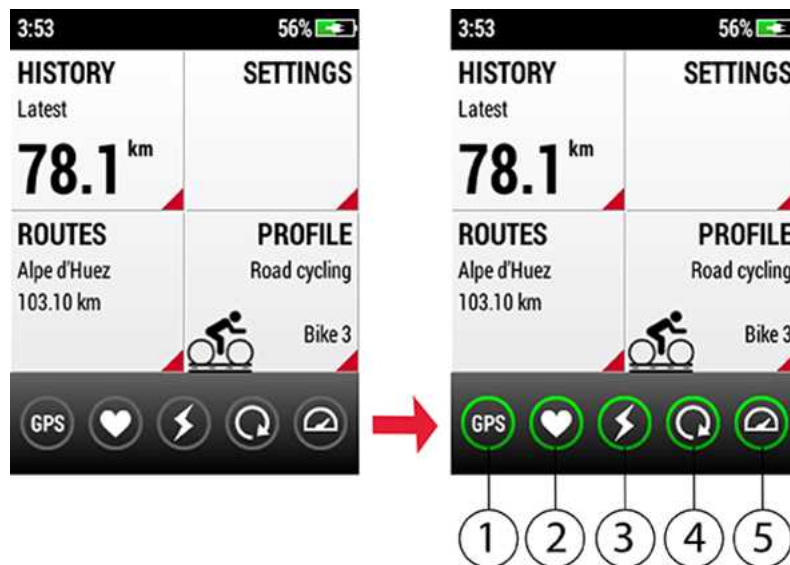 3:53 56%
HISTORY
Latest
78.1 km
SETTINGS
ROUTES
Alpe d'Huez
103.10 km
PROFILE
Road cycling
Bike 3
GPS
3:53 56%
HISTORY
Latest
78.1 km
SETTINGS
ROUTES
Alpe d'Huez
103.10 km
PROFILE
Road cycling
Bike 3
GPS
1 2 3 4 5